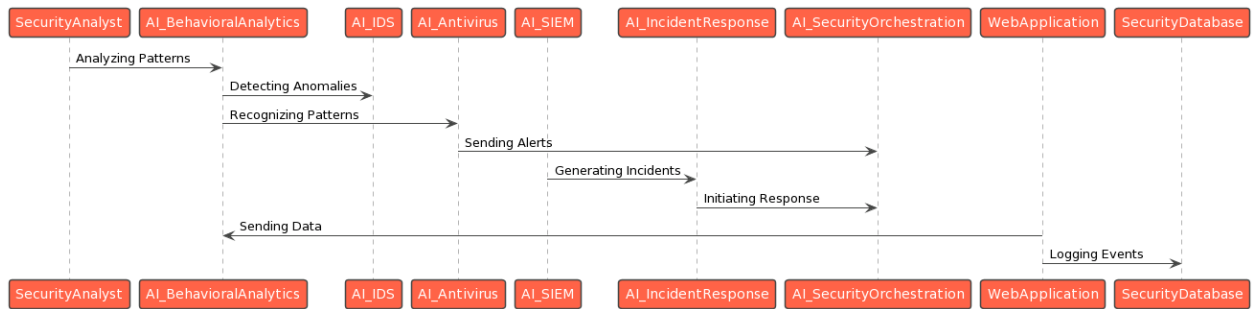 SecurityAnalyst AI_BehavioralAnalytics AI_IDS AI_Antivirus AI_SIEM AI_IncidentResponse AI_SecurityOrchestration WebApplication SecurityDatabase
Analyzing Patterns
Detecting Anomalies
Recognizing Patterns
Sending Alerts
Generating Incidents
Initiating Response
Sending Data
Logging Events
SecurityAnalyst AI_BehavioralAnalytics AI_IDS AI_Antivirus AI_SIEM AI_IncidentResponse AI_SecurityOrchestration WebApplication SecurityDatabase